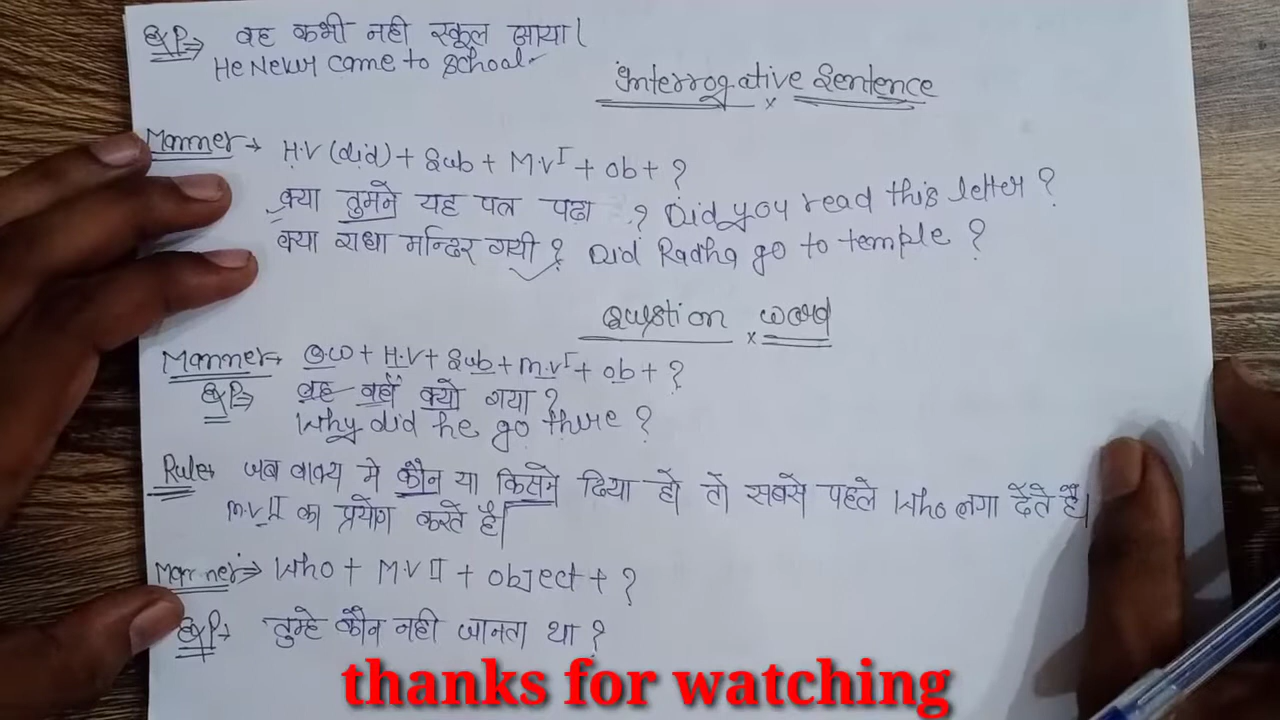 Exp⇒ वह कभी नही स्कूल आया।
He Never came to School.
Interrogative Sentence
Manner→ H.V (did) + Sub + M.V I + ob + ?
क्या तुमने यह पत्र पढ़ा ? Did you read this letter ?
क्या राधा मन्दिर गयी ? Did Radha go to temple ?
Question x word
Manner→ Q.W + H.V + Sub + M.V I + ob + ?
Exp⇒ वह वहाँ क्यो गया ?
Why did he go there ?
Rule→ जब वाक्य मे कौन या किसने दिया हो तो सबसे पहले Who लगा देते है।
M.V II का प्रयोग करते है।
Manner→ Who + M.V II + object + ?
Exp→ तुम्हे कौन नही जानता था ?
thanks for watching